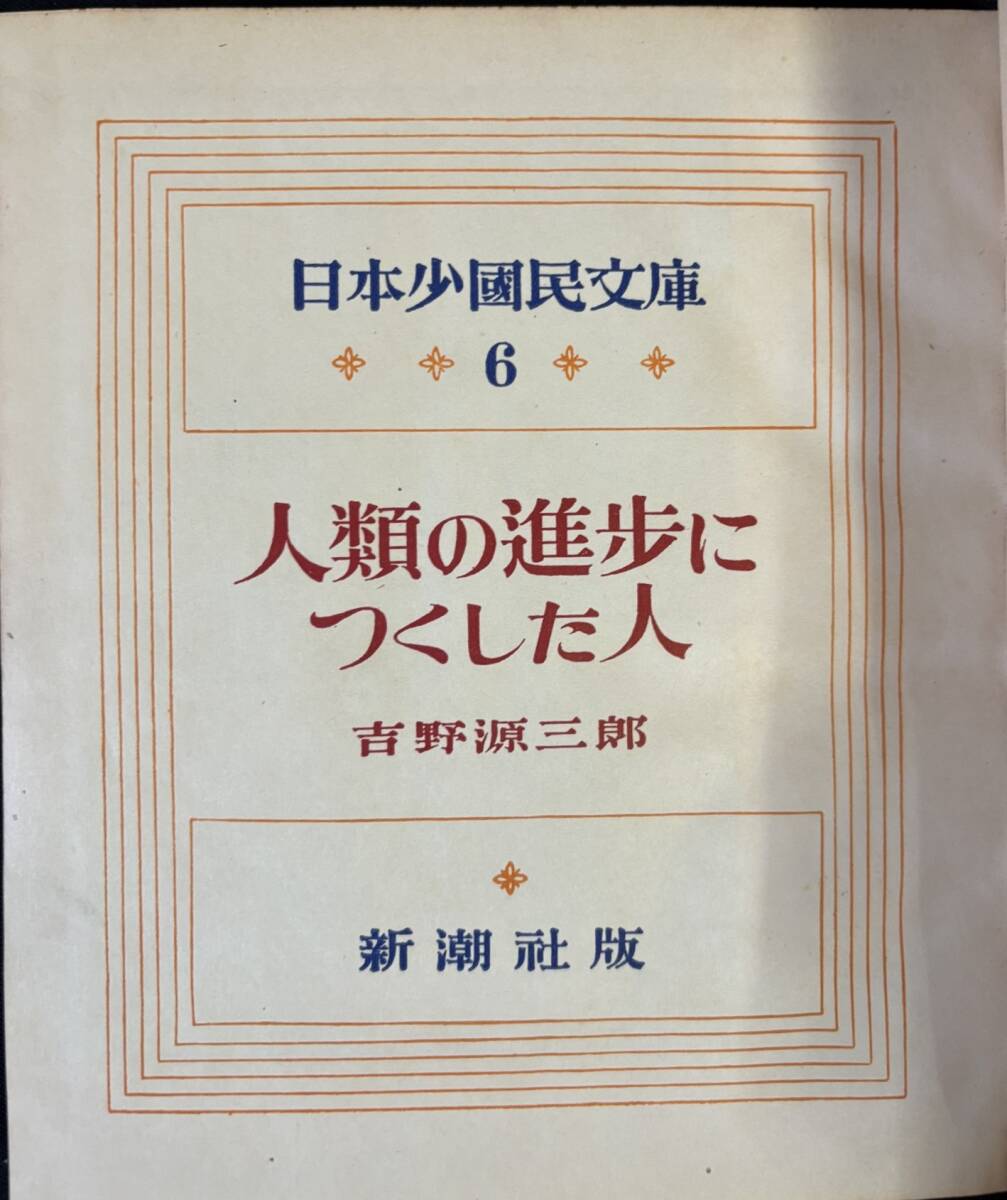 日本少國民文庫
6
人類の進歩に
つくした人
吉野源三郎
新潮社版